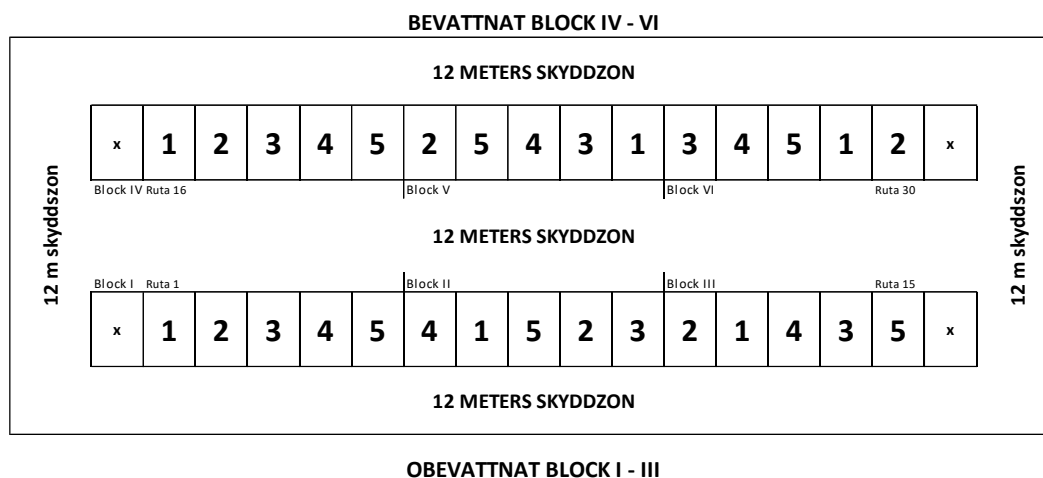 BEVATTNAT BLOCK IV - VI
12 METERS SKYDDZON
x 1 2 3 4 5 2 5 4 3 1 3 4 5 1 2 x
Block IV Ruta 16 Block V Block VI Ruta 30
12 m skyddszon
12 METERS SKYDDZON
12 m skyddszon
Block I Ruta 1 Block II Block III Ruta 15
x 1 2 3 4 5 4 1 5 2 3 2 1 4 3 5 x
12 METERS SKYDDZON
OBEVATTNAT BLOCK I - III